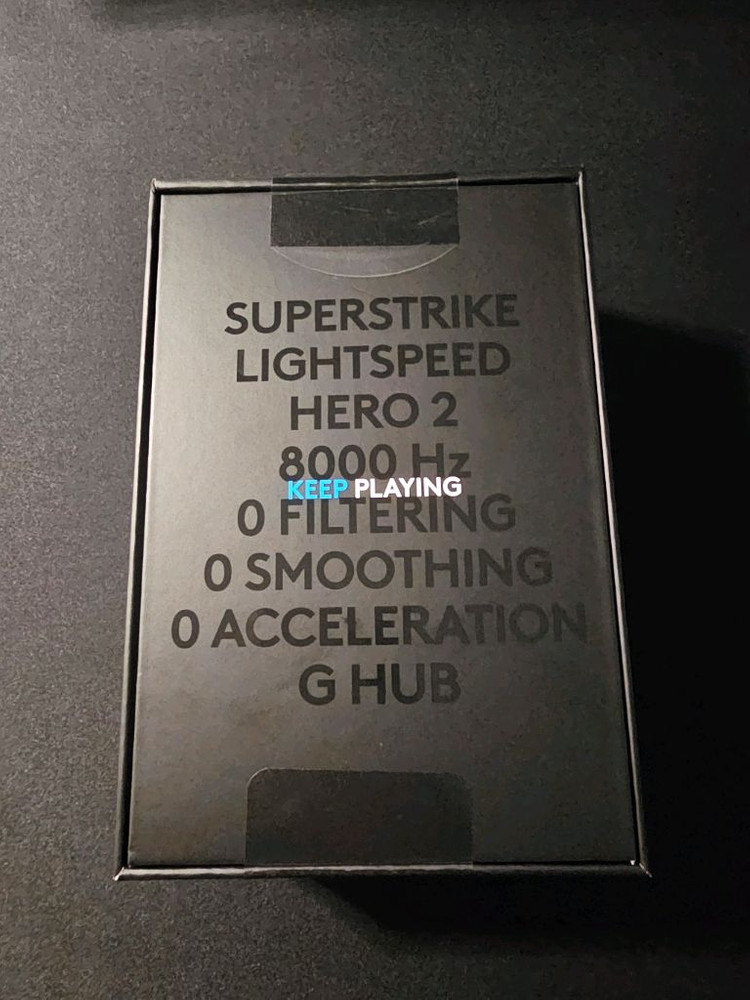 SUPERSTRIKE
LIGHTSPEED
HERO 2
8000 Hz
KEEP PLAYING
0 FILTERING
0 SMOOTHING
0 ACCELERATION
G HUB